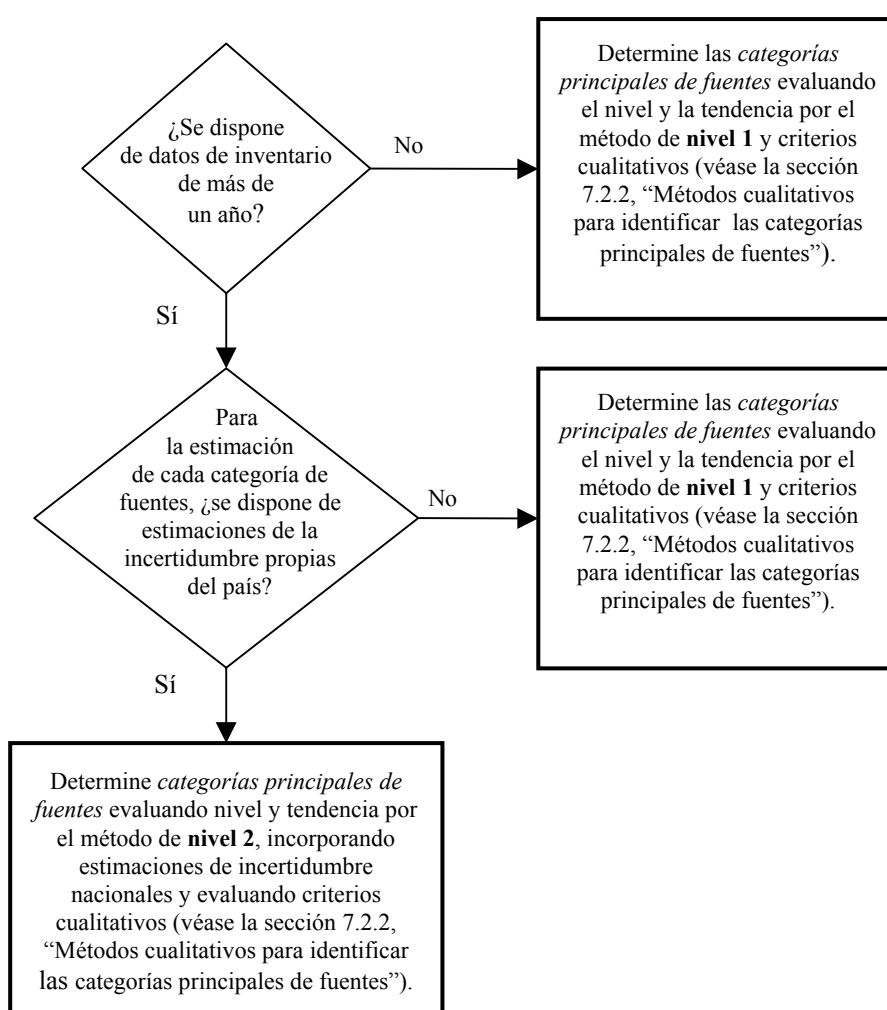 ¿Se dispone
de datos de inventario
de más de
un año?
No
Determine las categorías
principales de fuentes evaluando
el nivel y la tendencia por el
método de nivel 1 y criterios
cualitativos (véase la sección
7.2.2, “Métodos cualitativos
para identificar las categorías
principales de fuentes”).
Sí
Para
la estimación
de cada categoría de
fuentes, ¿se dispone de
estimaciones de la
incertidumbre propias
del país?
No
Determine las categorías
principales de fuentes evaluando
el nivel y la tendencia por el
método de nivel 1 y criterios
cualitativos (véase la sección
7.2.2, “Métodos cualitativos
para identificar las categorías
principales de fuentes”).
Sí
Determine categorías principales de
fuentes evaluando nivel y tendencia por
el método de nivel 2, incorporando
estimaciones de incertidumbre
nacionales y evaluando criterios
cualitativos (véase la sección 7.2.2,
“Métodos cualitativos para identificar
las categorías principales de fuentes”).